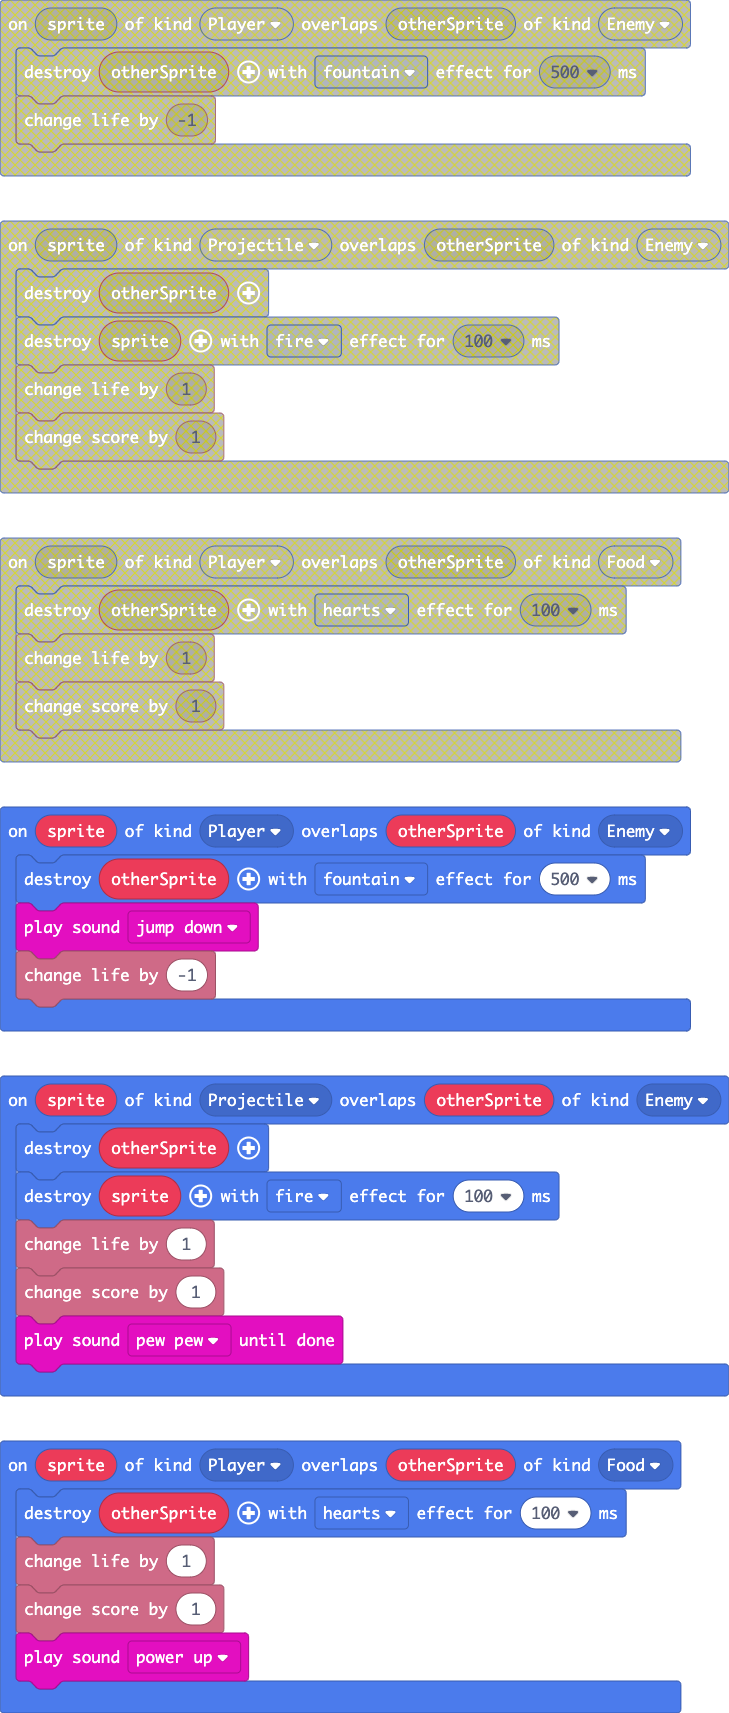 on sprite of kind Player overlaps otherSprite of kind Enemy
destroy otherSprite with fountain effect for 500 ms
change life by -1
on sprite of kind Projectile overlaps otherSprite of kind Enemy
destroy otherSprite
destroy sprite with fire effect for 100 ms
change life by 1
change score by 1
on sprite of kind Player overlaps otherSprite of kind Food
destroy otherSprite with hearts effect for 100 ms
change life by 1
change score by 1
on sprite of kind Player overlaps otherSprite of kind Enemy
destroy otherSprite with fountain effect for 500 ms
play sound jump down
change life by -1
on sprite of kind Projectile overlaps otherSprite of kind Enemy
destroy otherSprite
destroy sprite with fire effect for 100 ms
change life by 1
change score by 1
play sound pew pew until done
on sprite of kind Player overlaps otherSprite of kind Food
destroy otherSprite with hearts effect for 100 ms
change life by 1
change score by 1
play sound power up